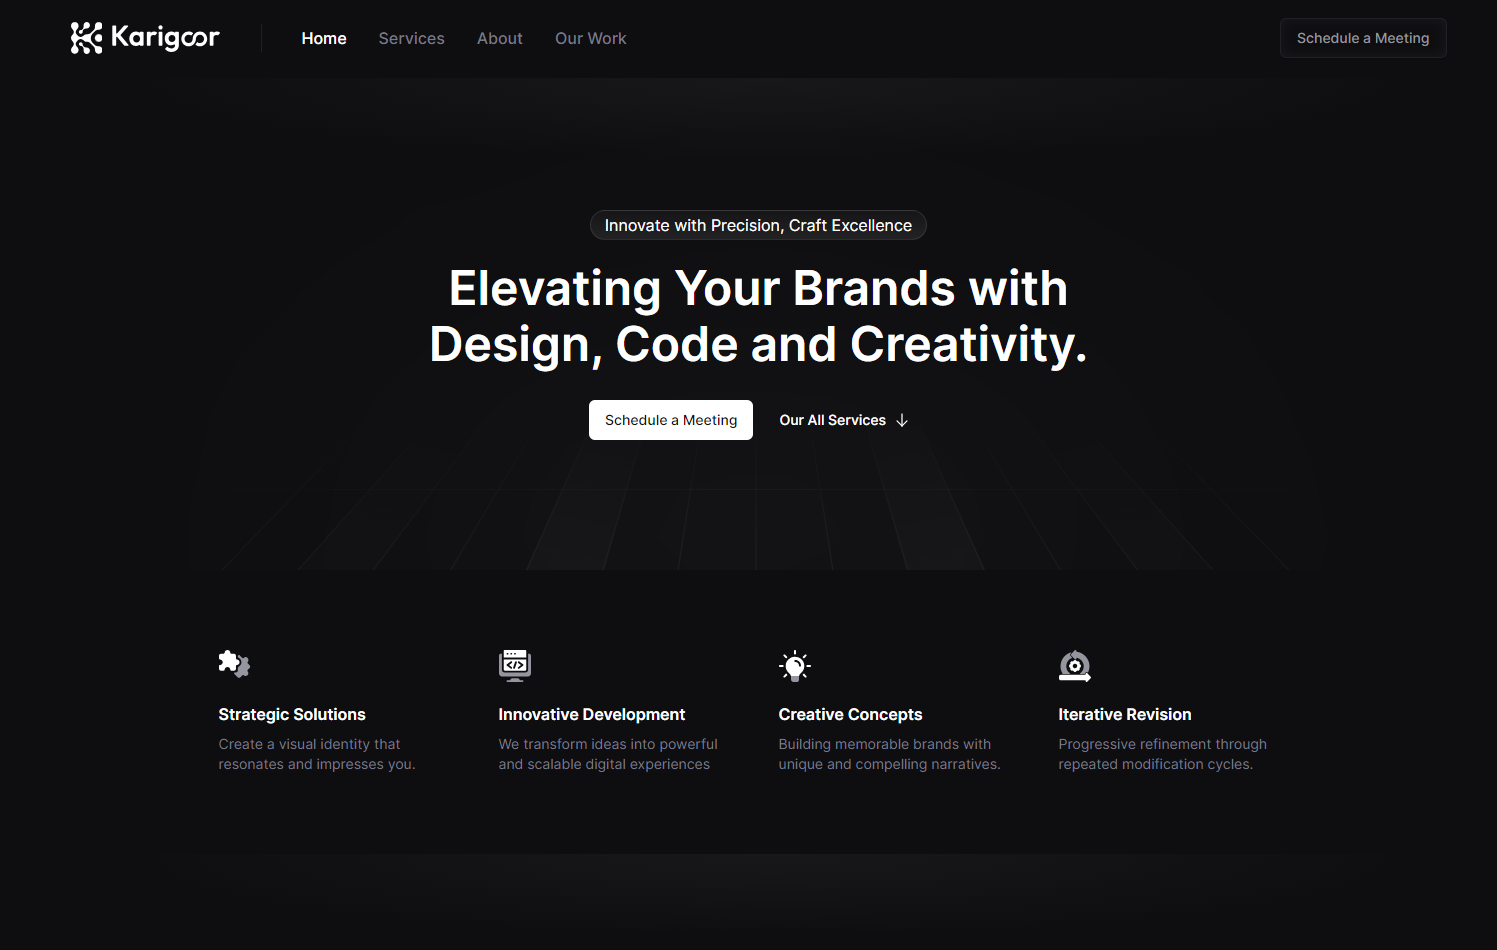 Karigoor
Home
Services
About
Our Work
Schedule a Meeting
Innovate with Precision, Craft Excellence
Elevating Your Brands with
Design, Code and Creativity.
Schedule a Meeting
Our All Services
Strategic Solutions
Create a visual identity that
resonates and impresses you.
Innovative Development
We transform ideas into powerful
and scalable digital experiences
Creative Concepts
Building memorable brands with
unique and compelling narratives.
Iterative Revision
Progressive refinement through
repeated modification cycles.